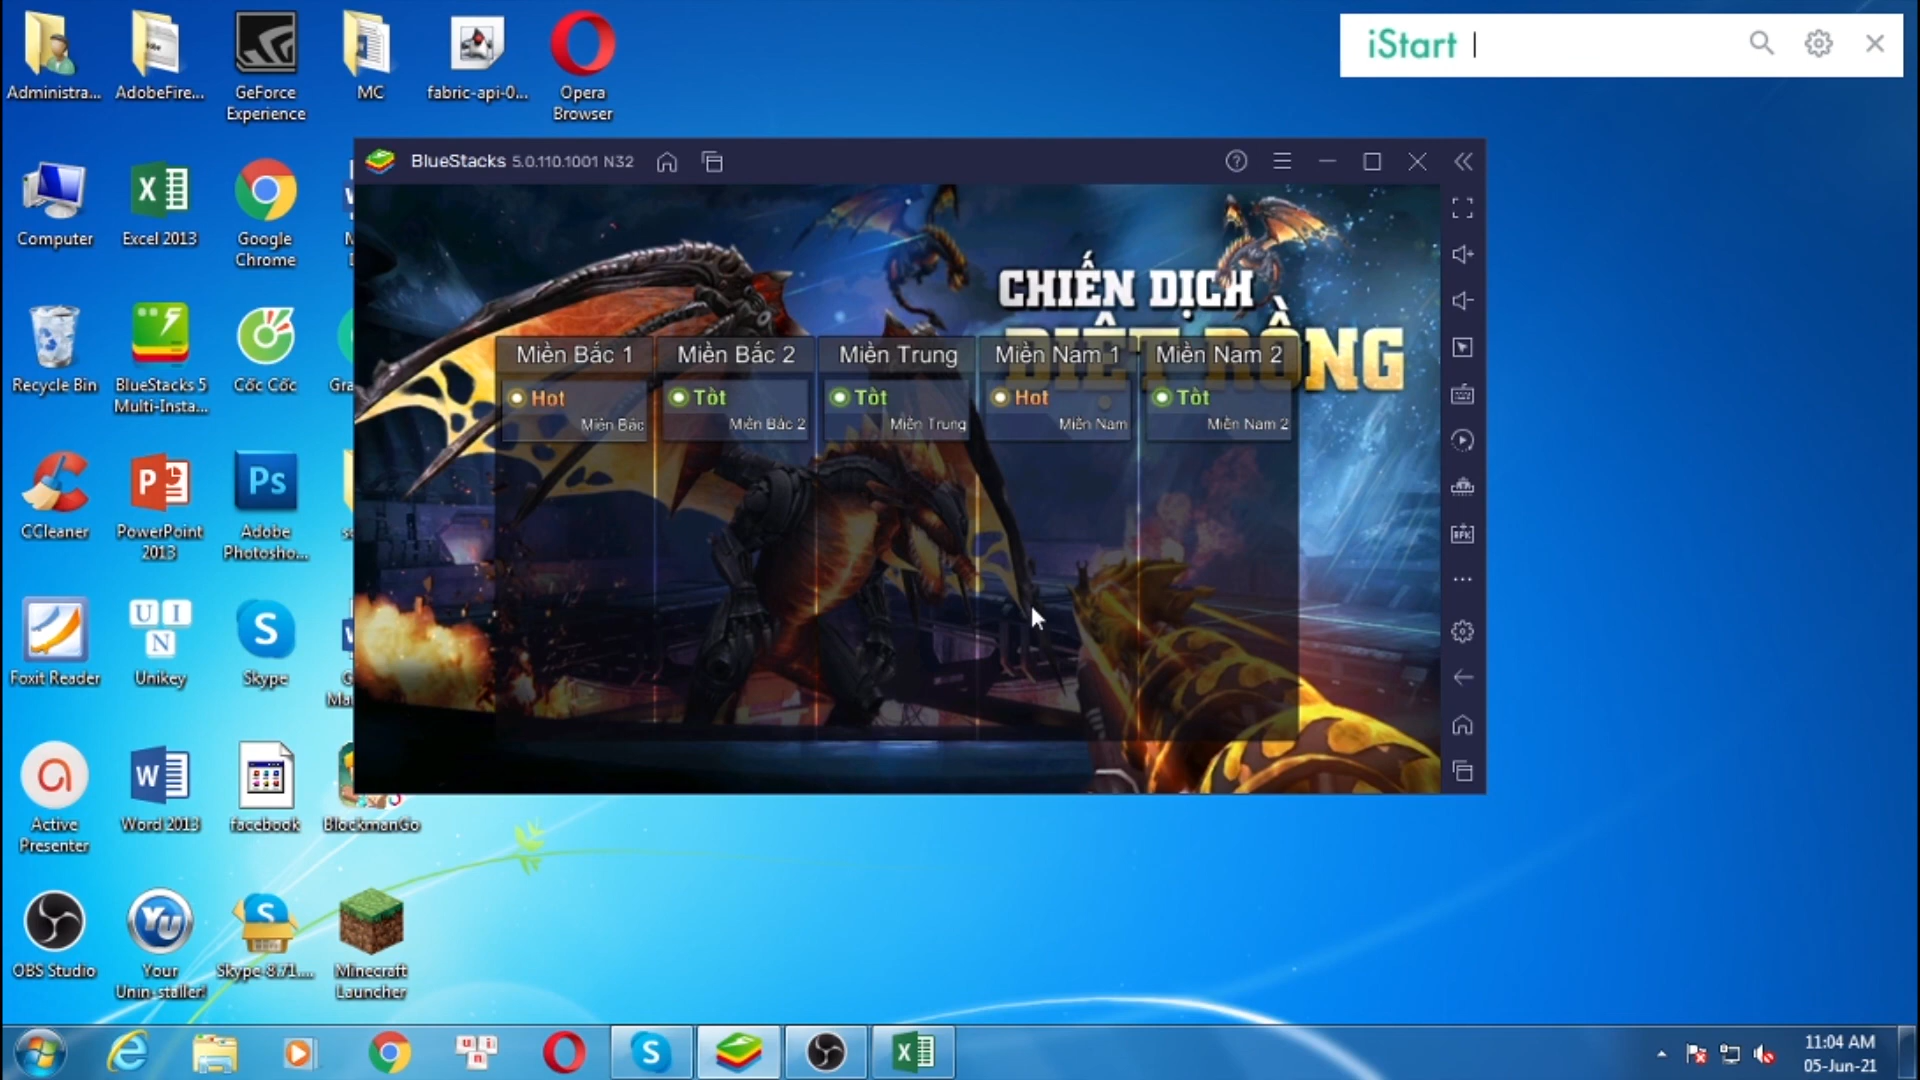 Administra...
AdobeFire...
GeForce
Experience
MC
fabric-api-0...
Opera
Browser
iStart
BlueStacks 5.0.110.1001 N32
Computer
Excel 2013
Google
Chrome
Recycle Bin
BlueStacks 5
Multi-Insta...
Cốc Cốc
CCleaner
PowerPoint
2013
Adobe
Photosho...
Foxit Reader
Unikey
Skype
Active
Presenter
Word 2013
facebook
BlockmanGo
OBS Studio
Your
Unin-staller!
Skype-8.71....
Minecraft
Launcher
CHIẾN DỊCH
DIỆT RỒNG
Miền Bắc 1
Miền Bắc 2
Miền Trung
Miền Nam 1
Miền Nam 2
Hot
Tốt
Tốt
Hot
Tốt
Miền Bắc
Miền Bắc 2
Miền Trung
Miền Nam
Miền Nam 2
11:04 AM
05-Jun-21